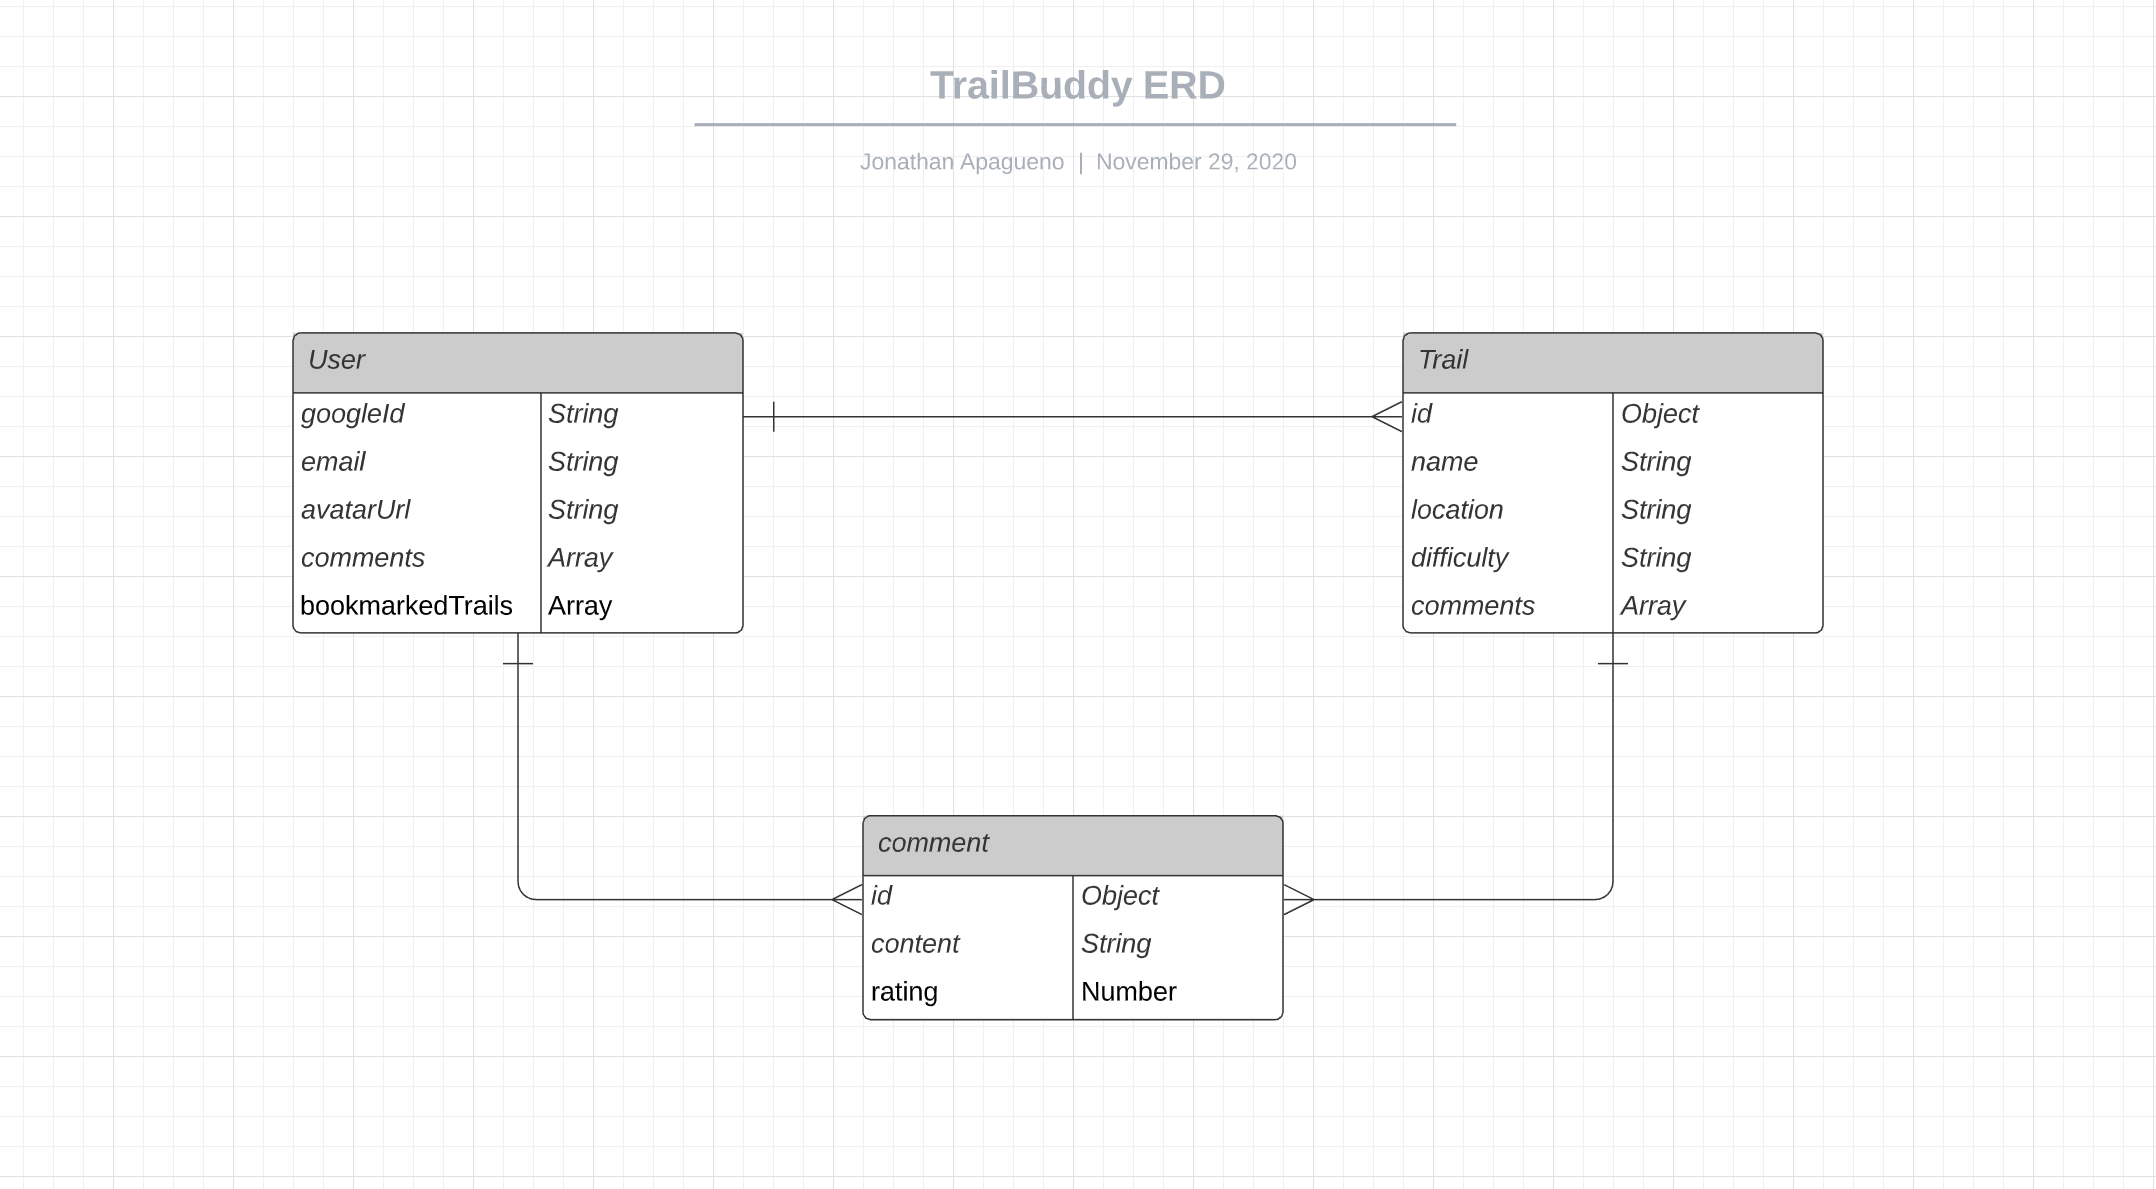 TrailBuddy ERD
Jonathan Apagueno | November 29, 2020
User
googleId String
email String
avatarUrl String
comments Array
bookmarkedTrails Array
Trail
id Object
name String
location String
difficulty String
comments Array
comment
id Object
content String
rating Number